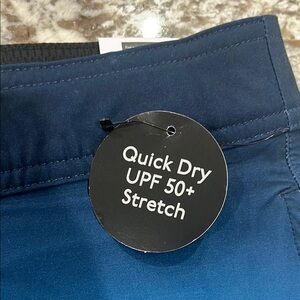 Quick Dry
UPF 50+
Stretch